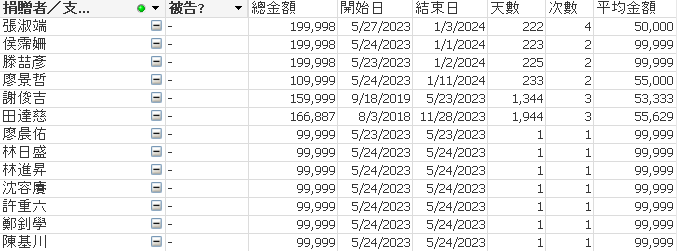 捐贈者／支… 被告? 總金額 開始日 結束日 天數 次數 平均金額
張淑端 - 199,998 5/27/2023 1/3/2024 222 4 50,000
侯霈姍 - 199,998 5/24/2023 1/1/2024 223 2 99,999
滕喆彥 - 199,998 5/23/2023 1/2/2024 225 2 99,999
廖景哲 - 109,999 5/24/2023 1/11/2024 233 2 55,000
謝俊吉 - 159,999 9/18/2019 5/23/2023 1,344 3 53,333
田達慈 - 166,887 8/3/2018 11/28/2023 1,944 3 55,629
廖晨佑 - 99,999 5/23/2023 5/23/2023 1 1 99,999
林日盛 - 99,999 5/24/2023 5/24/2023 1 1 99,999
林進昇 - 99,999 5/24/2023 5/24/2023 1 1 99,999
沈容賡 - 99,999 5/24/2023 5/24/2023 1 1 99,999
許重六 - 99,999 5/24/2023 5/24/2023 1 1 99,999
鄭釗學 - 99,999 5/24/2023 5/24/2023 1 1 99,999
陳基川 - 99,999 5/24/2023 5/24/2023 1 1 99,999